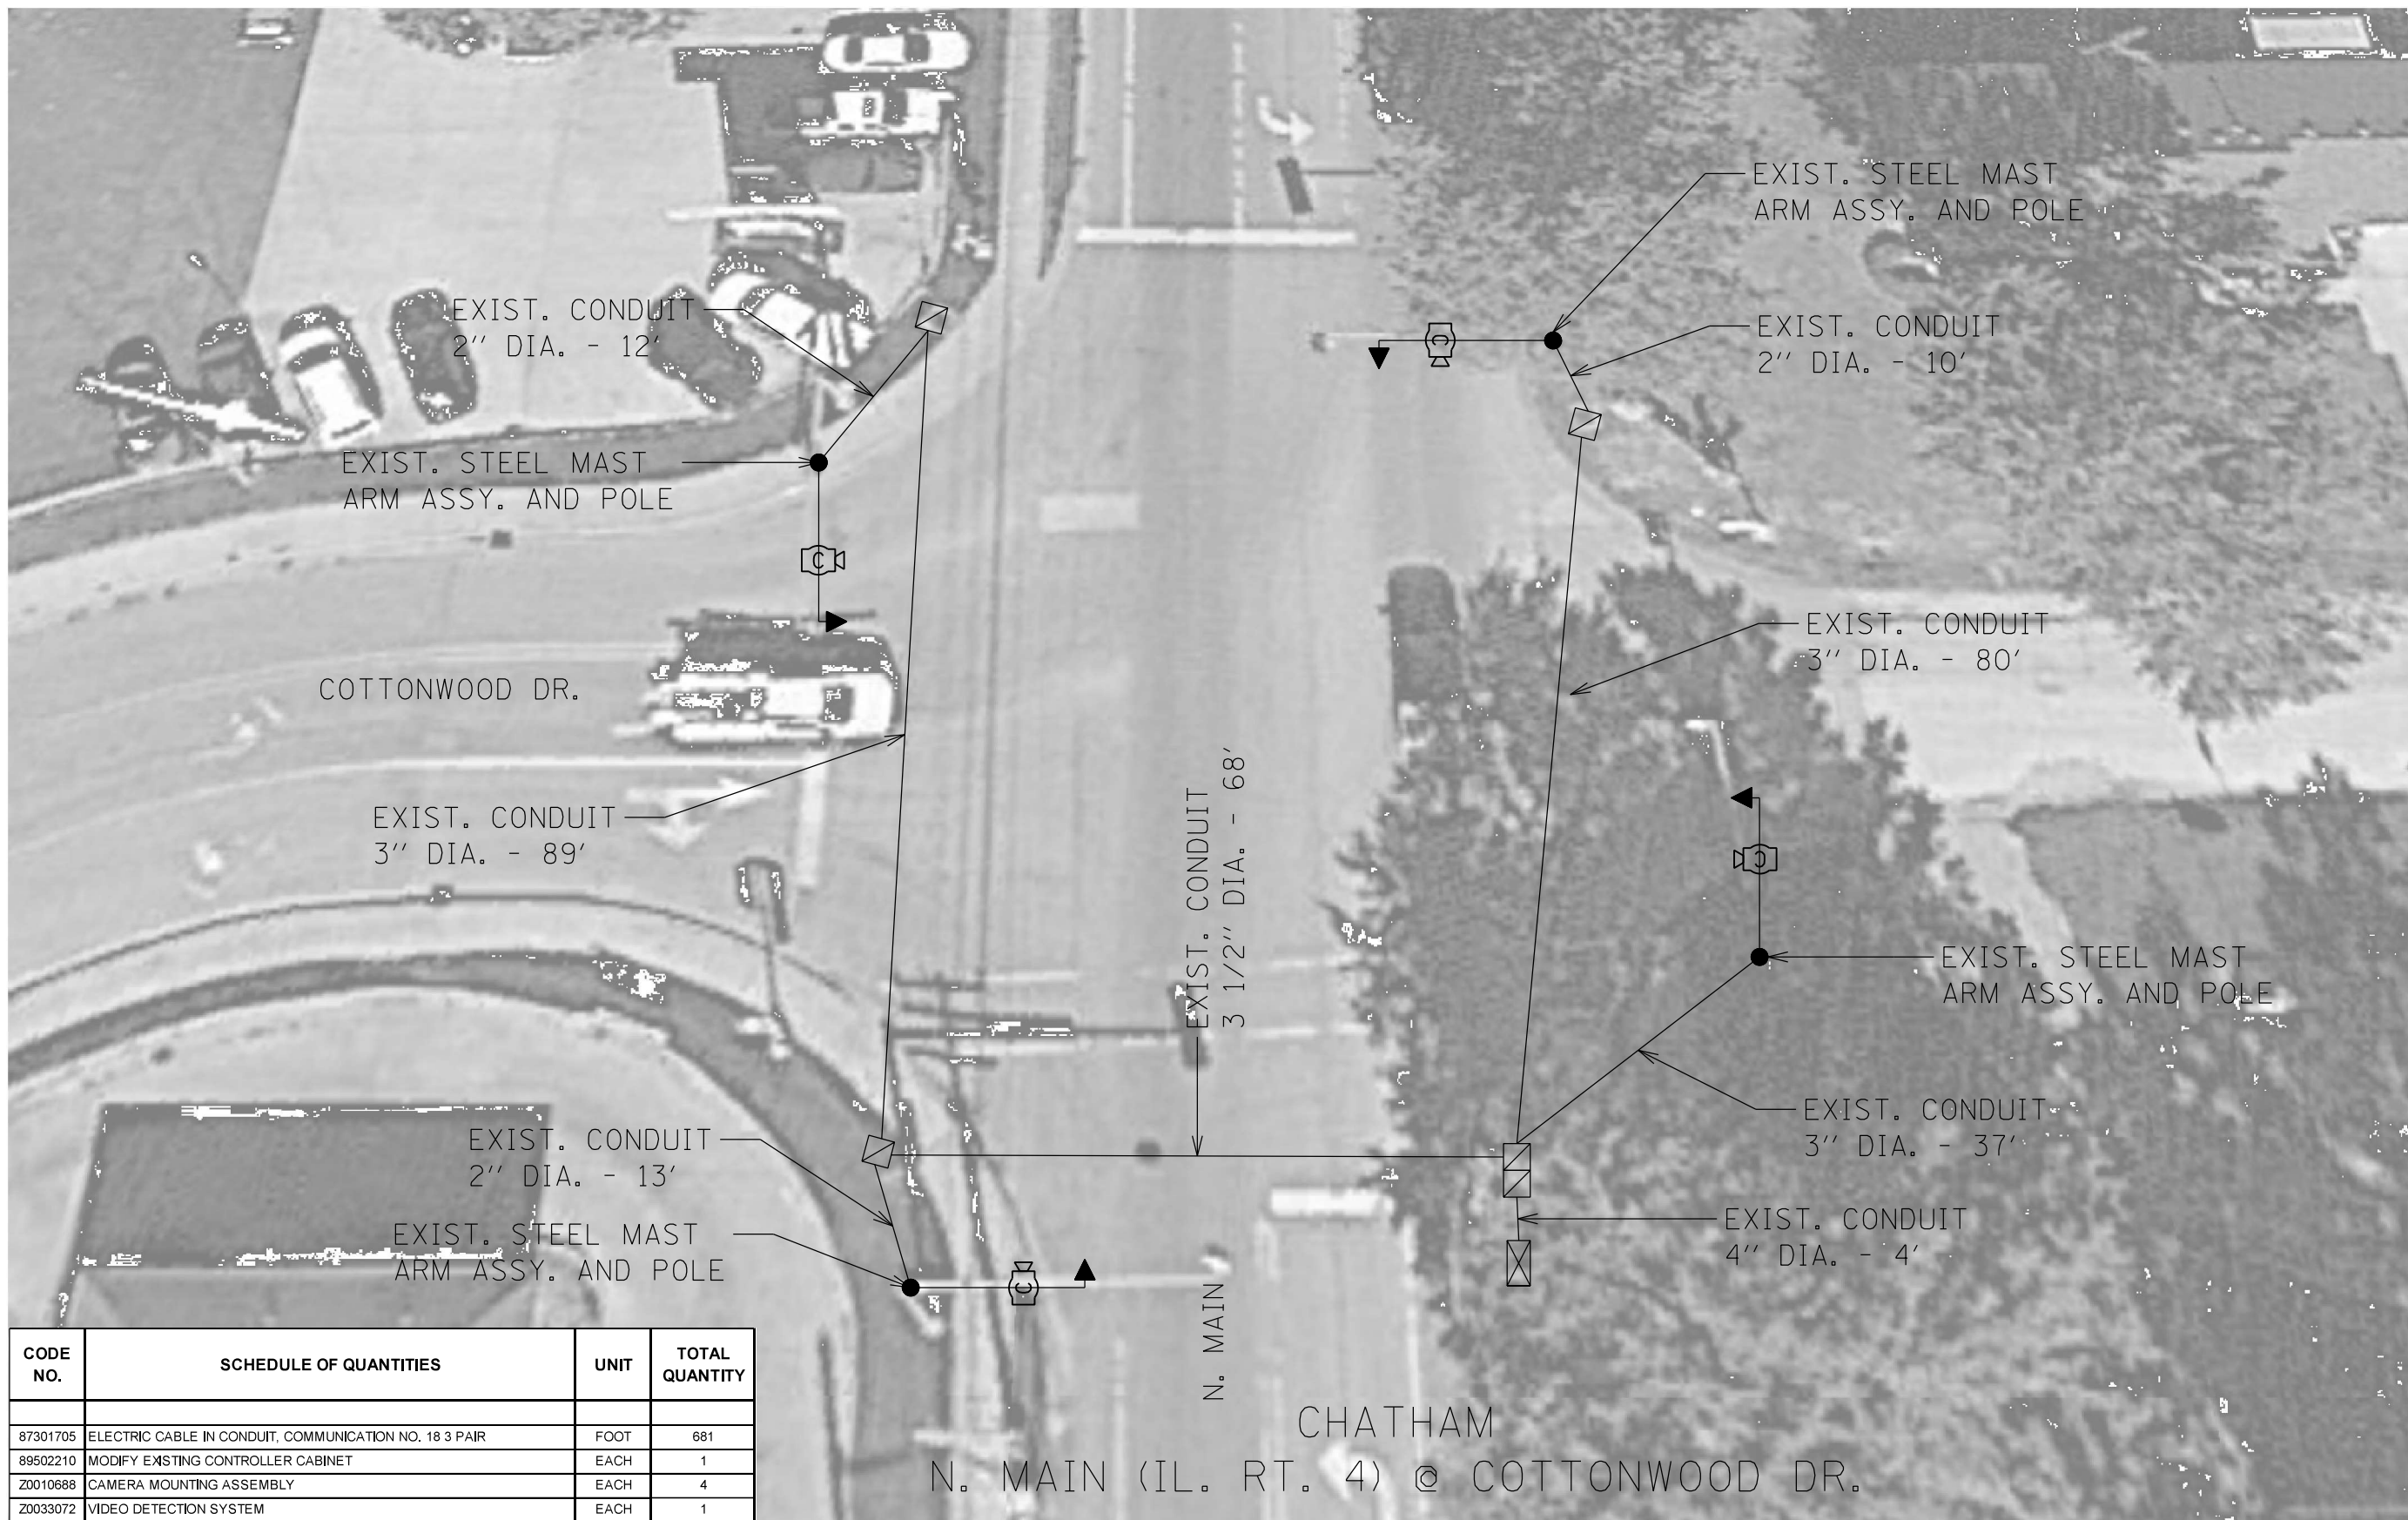 EXIST. STEEL MAST
ARM ASSY. AND POLE
EXIST. CONDUIT
2" DIA. - 12'
EXIST. CONDUIT
2" DIA. - 10'
EXIST. STEEL MAST
ARM ASSY. AND POLE
C
C
COTTONWOOD DR.
EXIST. CONDUIT
3" DIA. - 80'
EXIST. CONDUIT
3" DIA. - 89'
EXIST. CONDUIT
3 1/2" DIA. - 68'
C
EXIST. STEEL MAST
ARM ASSY. AND POLE
EXIST. CONDUIT
3" DIA. - 37'
EXIST. CONDUIT
2" DIA. - 13'
EXIST. STEEL MAST
ARM ASSY. AND POLE
C
EXIST. CONDUIT
4" DIA. - 4'
N. MAIN
CHATHAM
N. MAIN (IL. RT. 4) @ COTTONWOOD DR.
CODE NO. SCHEDULE OF QUANTITIES UNIT TOTAL QUANTITY
87301705 ELECTRIC CABLE IN CONDUIT, COMMUNICATION NO. 18 3 PAIR FOOT 681
89502210 MODIFY EXISTING CONTROLLER CABINET EACH 1
Z0010688 CAMERA MOUNTING ASSEMBLY EACH 4
Z0033072 VIDEO DETECTION SYSTEM EACH 1